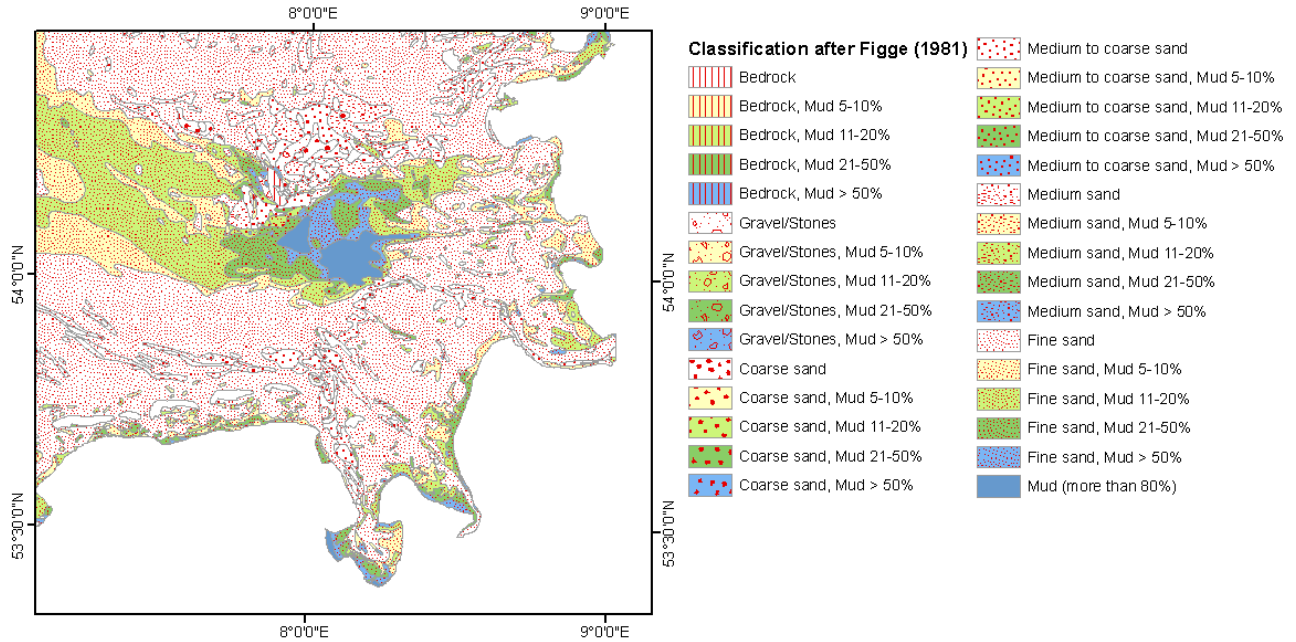 8°0'0"E
9°0'0"E
54°0'0"N
54°0'0"N
53°30'0"N
53°30'0"N
8°0'0"E
9°0'0"E
Classification after Figge (1981)
Bedrock
Bedrock, Mud 5-10%
Bedrock, Mud 11-20%
Bedrock, Mud 21-50%
Bedrock, Mud > 50%
Gravel/Stones
Gravel/Stones, Mud 5-10%
Gravel/Stones, Mud 11-20%
Gravel/Stones, Mud 21-50%
Gravel/Stones, Mud > 50%
Coarse sand
Coarse sand, Mud 5-10%
Coarse sand, Mud 11-20%
Coarse sand, Mud 21-50%
Coarse sand, Mud > 50%
Medium to coarse sand
Medium to coarse sand, Mud 5-10%
Medium to coarse sand, Mud 11-20%
Medium to coarse sand, Mud 21-50%
Medium to coarse sand, Mud > 50%
Medium sand
Medium sand, Mud 5-10%
Medium sand, Mud 11-20%
Medium sand, Mud 21-50%
Medium sand, Mud > 50%
Fine sand
Fine sand, Mud 5-10%
Fine sand, Mud 11-20%
Fine sand, Mud 21-50%
Fine sand, Mud > 50%
Mud (more than 80%)